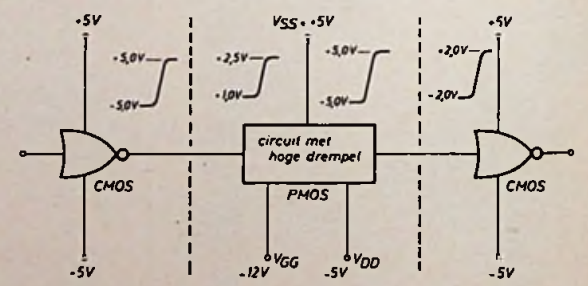 +5V
VSS = +5V
+5V
+5,0V
-5,0V
+2,5V
+1,0V
+5,0V
-5,0V
+2,0V
-2,0V
circuit met
hoge drempel
CMOS
PMOS
CMOS
-5V
VGG
-12V
VDD
-5V
-5V